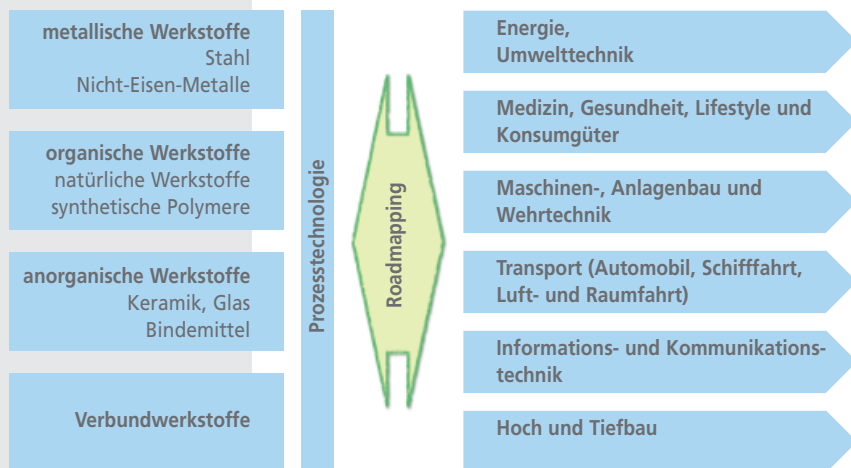 metallische Werkstoffe
Stahl
Nicht-Eisen-Metalle
organische Werkstoffe
natürliche Werkstoffe
synthetische Polymere
anorganische Werkstoffe
Keramik, Glas
Bindemittel
Verbundwerkstoffe
Prozesstechnologie
Roadmapping
Energie,
Umwelttechnik
Medizin, Gesundheit, Lifestyle und
Konsumgüter
Maschinen-, Anlagenbau und
Wehrtechnik
Transport (Automobil, Schifffahrt,
Luft- und Raumfahrt)
Informations- und Kommunikations-
technik
Hoch und Tiefbau